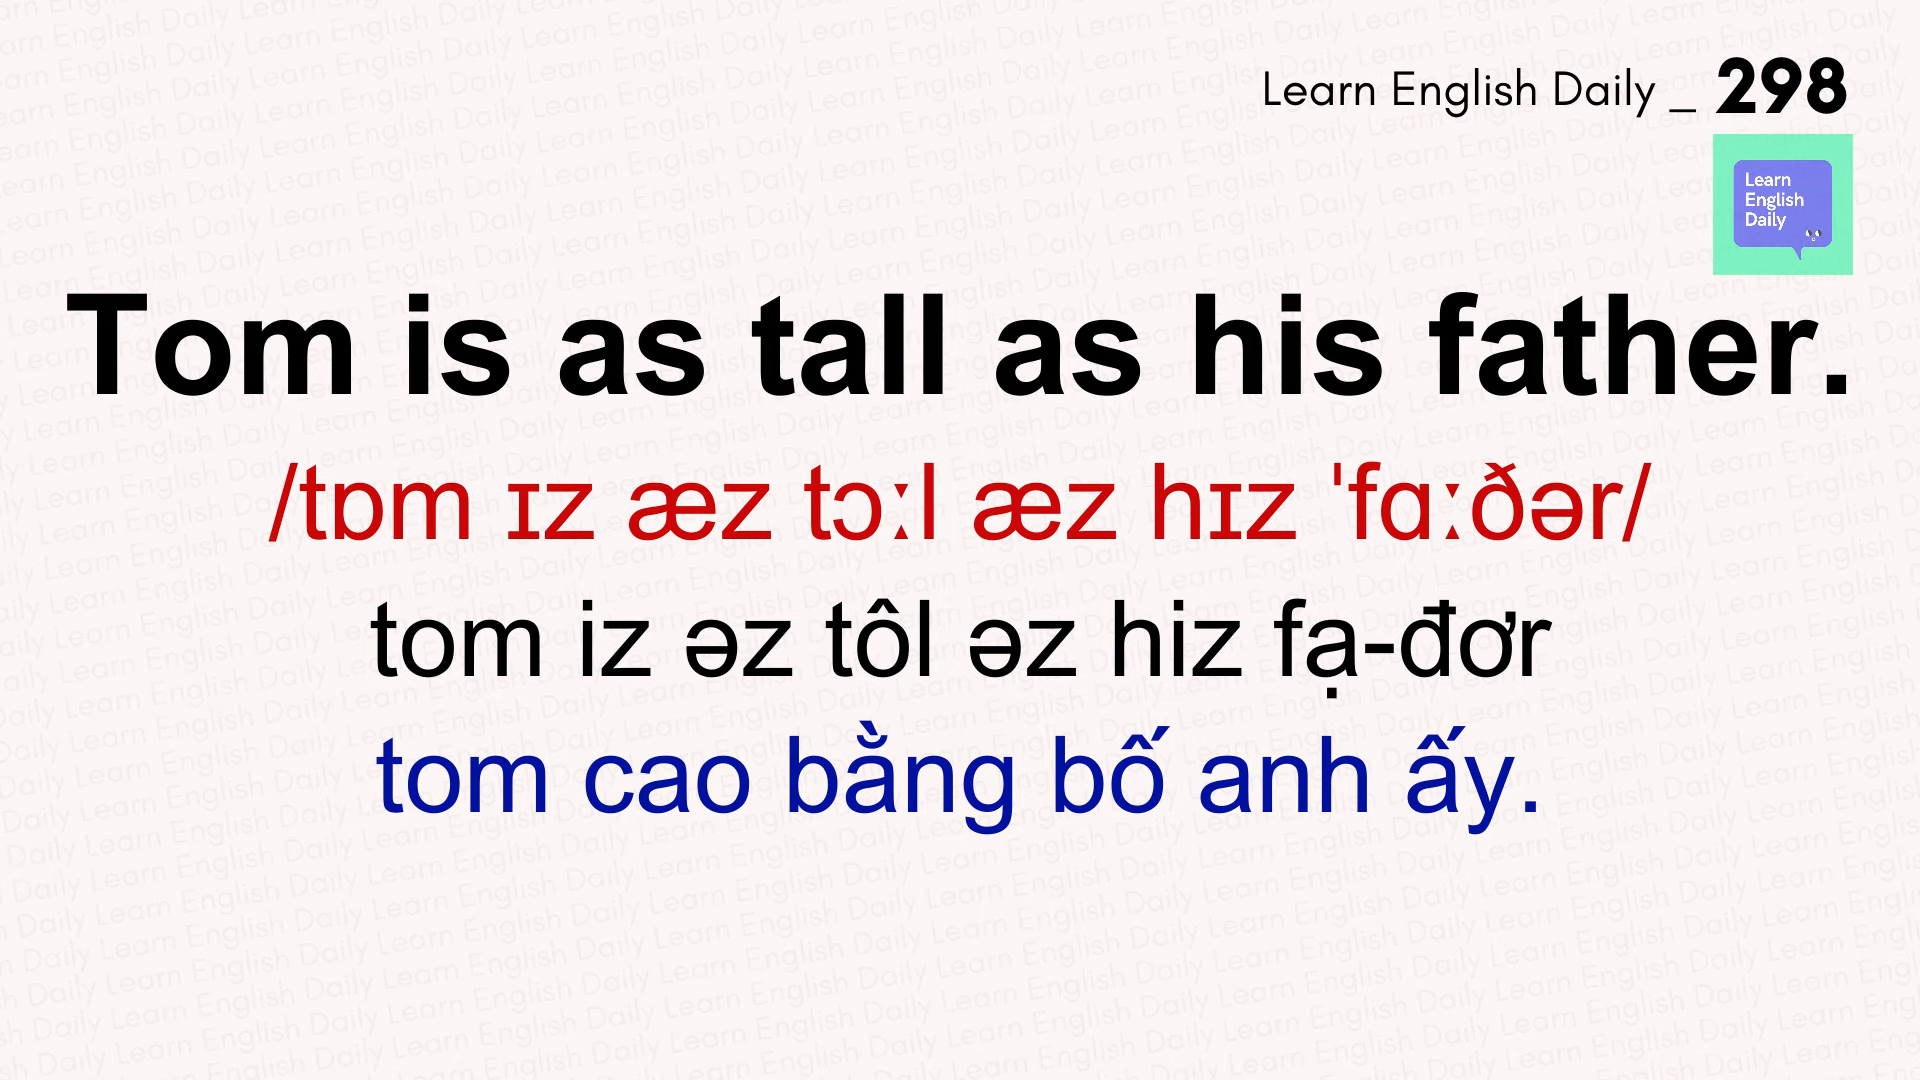 Learn English Daily _ 298
Learn
English
Daily
Tom is as tall as his father.
/tɒm ɪz æz tɔːl æz hɪz ˈfɑːðər/
tom iz əz tôl əz hiz fạ-đơr
tom cao bằng bố anh ấy.